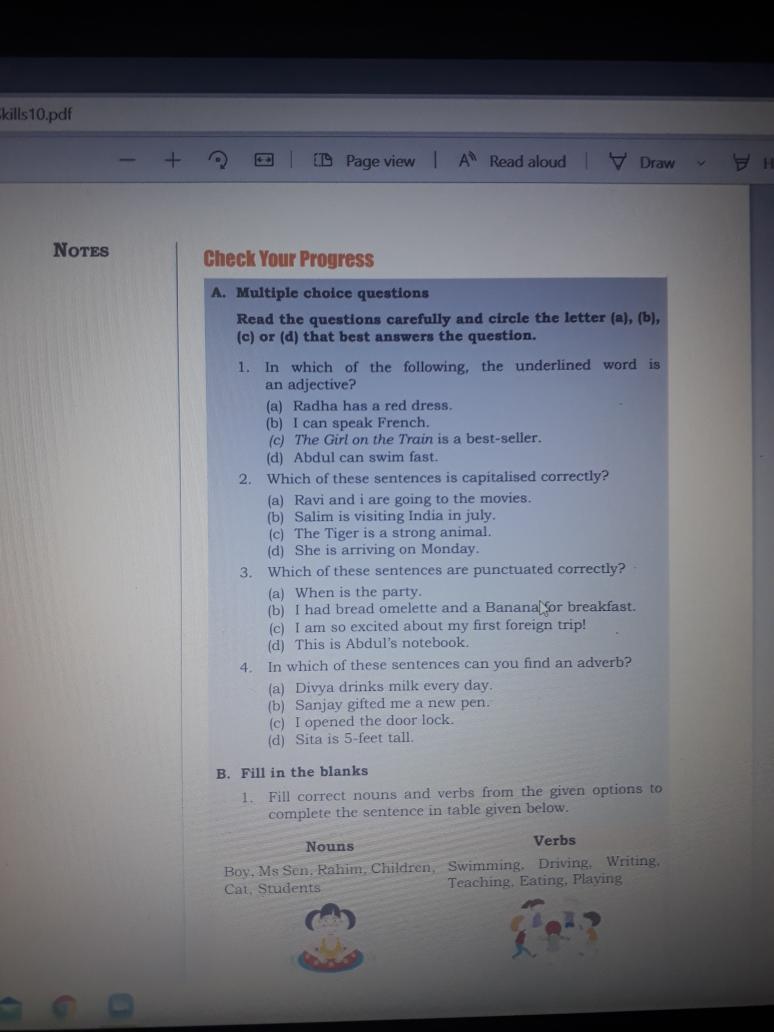 kills10.pdf
Page view | Read aloud | Draw
NOTES
Check Your Progress
A. Multiple choice questions
Read the questions carefully and circle the letter (a), (b),
(c) or (d) that best answers the question.
1. In which of the following, the underlined word is
an adjective?
(a) Radha has a red dress.
(b) I can speak French.
(c) The Girl on the Train is a best-seller.
(d) Abdul can swim fast.
2. Which of these sentences is capitalised correctly?
(a) Ravi and i are going to the movies.
(b) Salim is visiting India in july.
(c) The Tiger is a strong animal.
(d) She is arriving on Monday.
3. Which of these sentences are punctuated correctly?
(a) When is the party.
(b) I had bread omelette and a Banana for breakfast.
(c) I am so excited about my first foreign trip!
(d) This is Abdul's notebook.
4. In which of these sentences can you find an adverb?
(a) Divya drinks milk every day.
(b) Sanjay gifted me a new pen.
(c) I opened the door lock.
(d) Sita is 5-feet tall.
B. Fill in the blanks
1. Fill correct nouns and verbs from the given options to
complete the sentence in table given below.
Nouns
Boy, Ms Sen, Rahim, Children,
Cat, Students
Verbs
Swimming, Driving, Writing,
Teaching, Eating, Playing